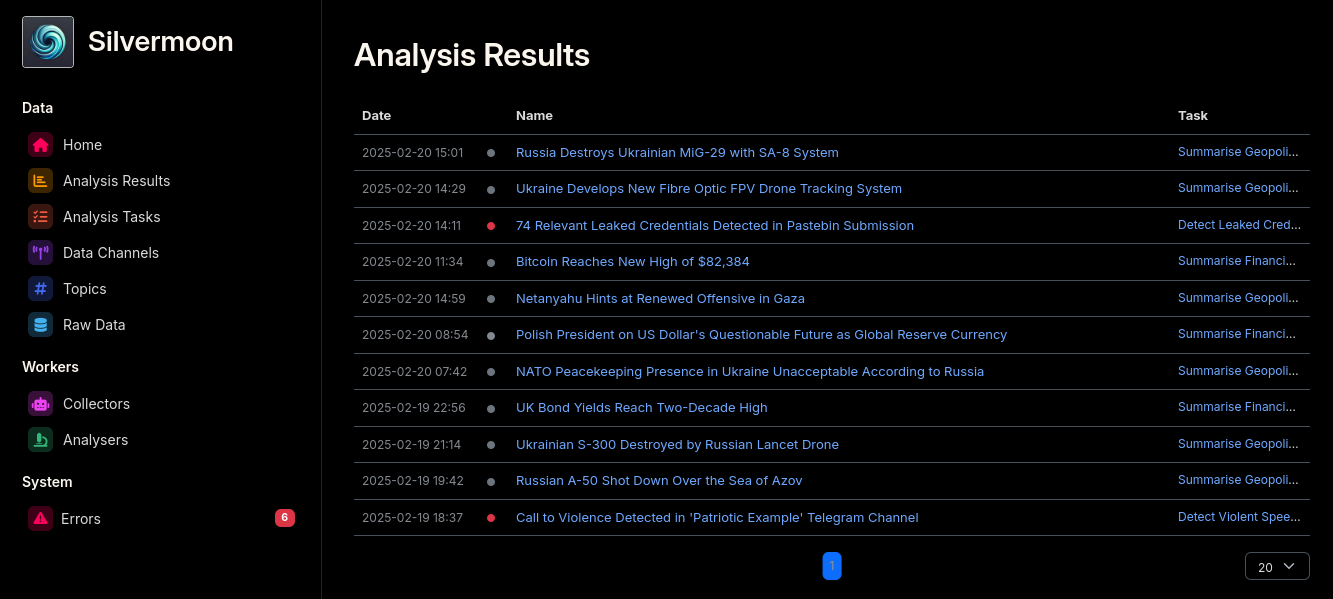 Silvermoon
Data
Home
Analysis Results
Analysis Tasks
Data Channels
Topics
Raw Data
Workers
Collectors
Analysers
System
Errors 6
Analysis Results
Date Name Task
2025-02-20 15:01 Russia Destroys Ukrainian MiG-29 with SA-8 System Summarise Geopoli...
2025-02-20 14:29 Ukraine Develops New Fibre Optic FPV Drone Tracking System Summarise Geopoli...
2025-02-20 14:11 74 Relevant Leaked Credentials Detected in Pastebin Submission Detect Leaked Cred...
2025-02-20 11:34 Bitcoin Reaches New High of $82,384 Summarise Financi...
2025-02-20 14:59 Netanyahu Hints at Renewed Offensive in Gaza Summarise Geopoli...
2025-02-20 08:54 Polish President on US Dollar's Questionable Future as Global Reserve Currency Summarise Financi...
2025-02-20 07:42 NATO Peacekeeping Presence in Ukraine Unacceptable According to Russia Summarise Geopoli...
2025-02-19 22:56 UK Bond Yields Reach Two-Decade High Summarise Financi...
2025-02-19 21:14 Ukrainian S-300 Destroyed by Russian Lancet Drone Summarise Geopoli...
2025-02-19 19:42 Russian A-50 Shot Down Over the Sea of Azov Summarise Geopoli...
2025-02-19 18:37 Call to Violence Detected in 'Patriotic Example' Telegram Channel Detect Violent Spee...
1
20